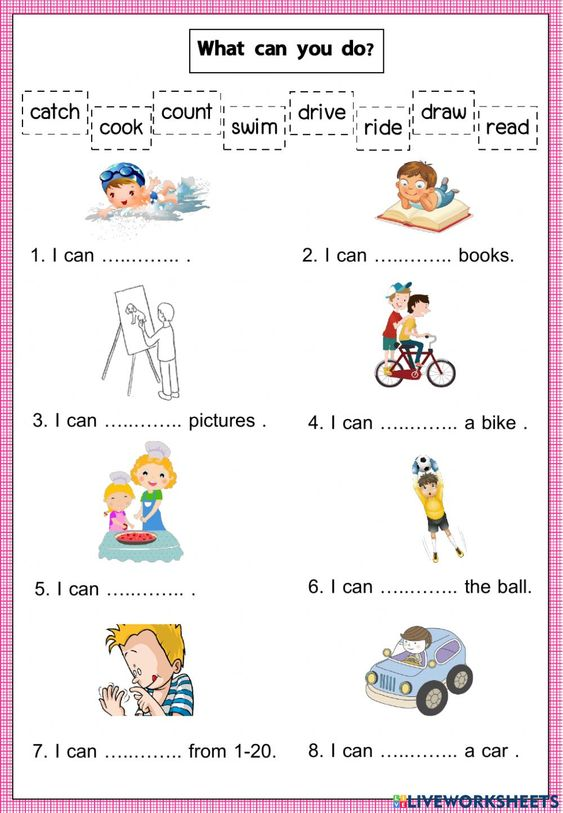 What can you do?
catch cook count swim drive ride draw read
1. I can …..…….. .
2. I can …..…….. books.
3. I can …..…….. pictures .
4. I can …..…….. a bike .
5. I can …..…….. .
6. I can …..…….. the ball.
7. I can …..…….. from 1-20.
8. I can …..…….. a car .
LIVEWORKSHEETS